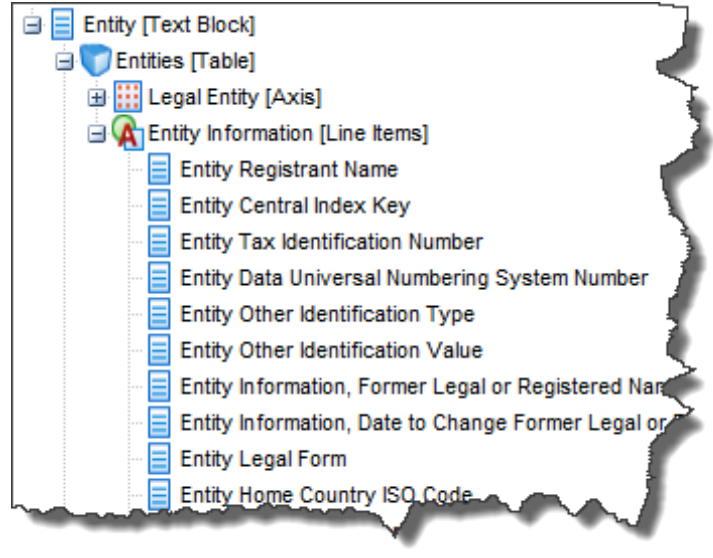 Entity [Text Block]
Entities [Table]
Legal Entity [Axis]
Entity Information [Line Items]
Entity Registrant Name
Entity Central Index Key
Entity Tax Identification Number
Entity Data Universal Numbering System Number
Entity Other Identification Type
Entity Other Identification Value
Entity Information, Former Legal or Registered
Entity Information, Date to Change Former Legal or
Entity Legal Form
Entity Home Country ISO Code